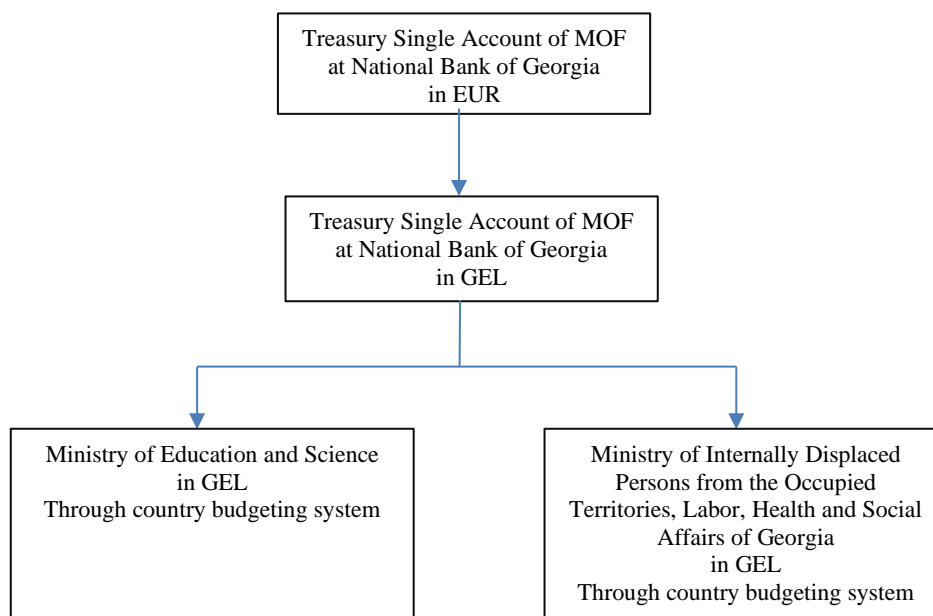 Treasury Single Account of MOF
at National Bank of Georgia
in EUR
Treasury Single Account of MOF
at National Bank of Georgia
in GEL
Ministry of Education and Science
in GEL
Through country budgeting system
Ministry of Internally Displaced
Persons from the Occupied
Territories, Labor, Health and Social
Affairs of Georgia
in GEL
Through country budgeting system